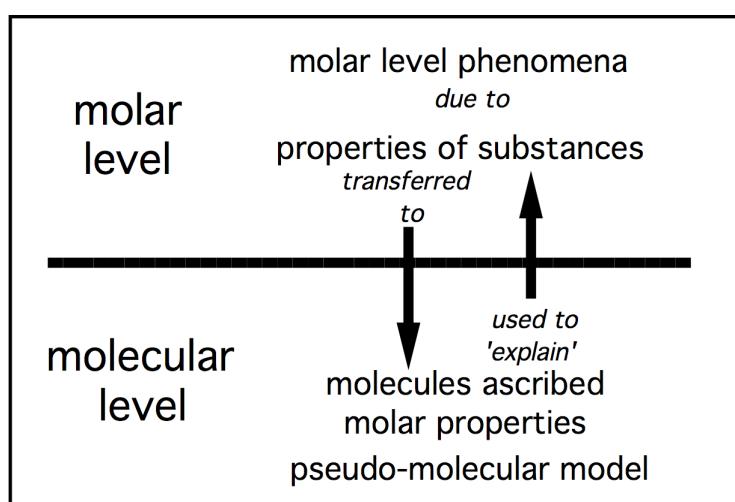 molar
level
molar level phenomena
due to
properties of substances
transferred
to
molecular
level
used to
'explain'
molecules ascribed
molar properties
pseudo-molecular model